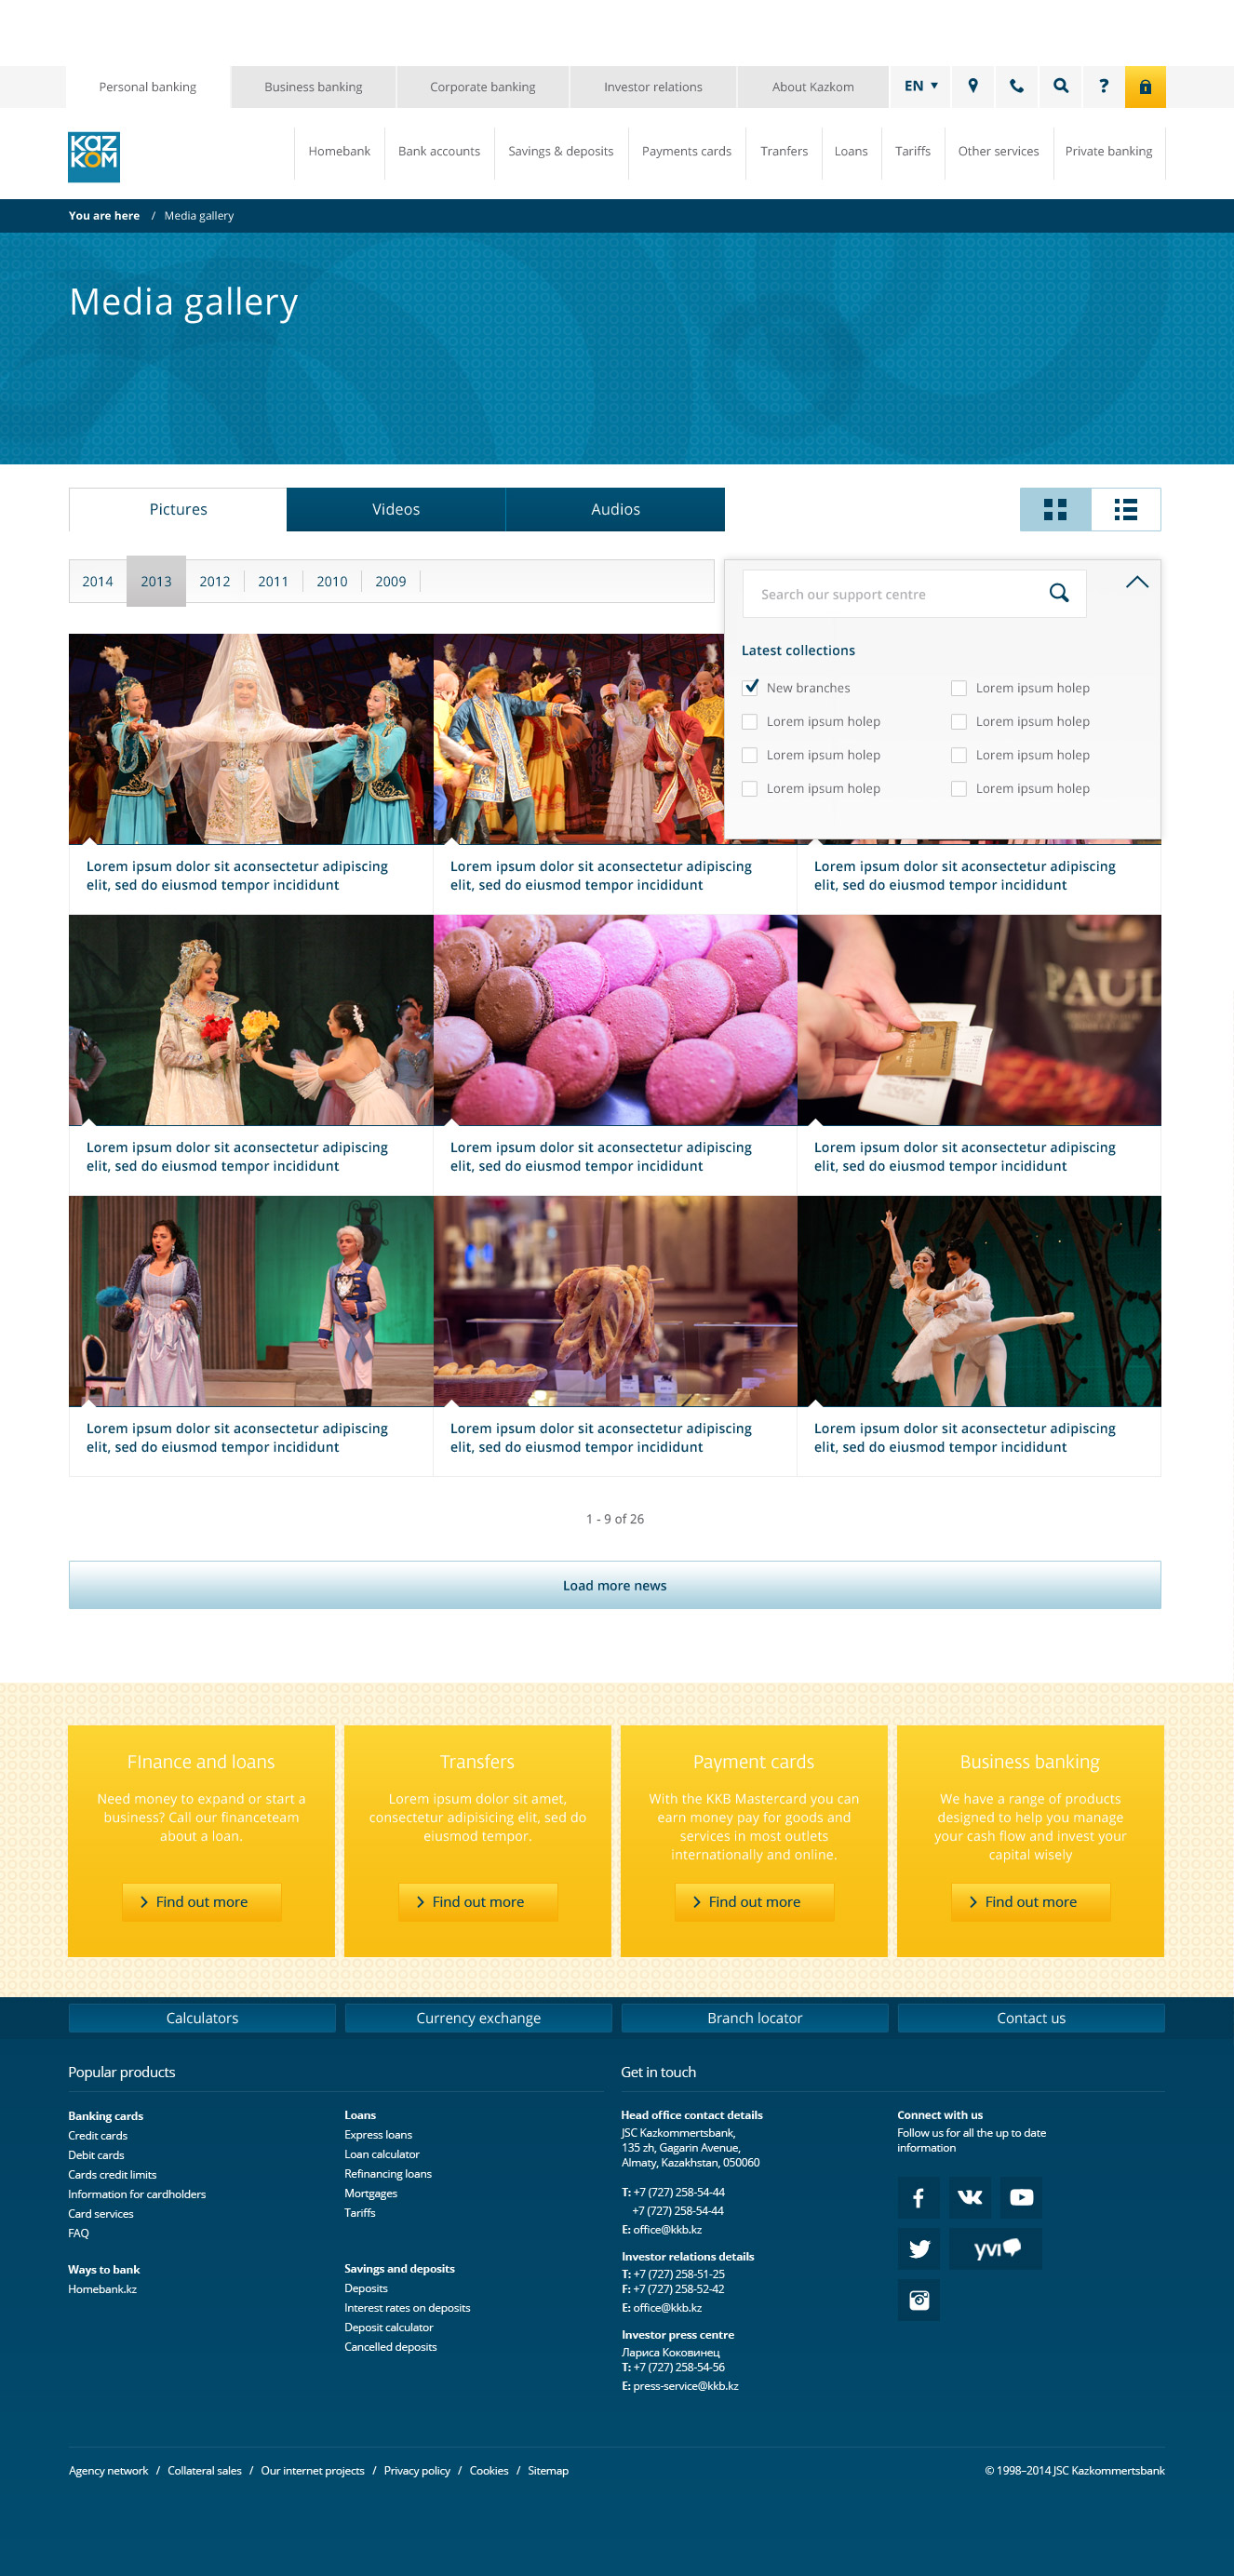 Personal banking
Business banking
Corporate banking
Investor relations
About Kazkom
EN
?
KAZ
KOM
Homebank
Bank accounts
Savings & deposits
Payments cards
Tranfers
Loans
Tariffs
Other services
Private banking
You are here / Media gallery
Media gallery
Pictures
Videos
Audios
2014
2013
2012
2011
2010
2009
Search our support centre
Latest collections
New branches
Lorem ipsum holep
Lorem ipsum holep
Lorem ipsum holep
Lorem ipsum holep
Lorem ipsum holep
Lorem ipsum holep
Lorem ipsum holep
Lorem ipsum dolor sit aconsectetur adipiscing
elit, sed do eiusmod tempor incididunt
Lorem ipsum dolor sit aconsectetur adipiscing
elit, sed do eiusmod tempor incididunt
Lorem ipsum dolor sit aconsectetur adipiscing
elit, sed do eiusmod tempor incididunt
PAUL
Lorem ipsum dolor sit aconsectetur adipiscing
elit, sed do eiusmod tempor incididunt
Lorem ipsum dolor sit aconsectetur adipiscing
elit, sed do eiusmod tempor incididunt
Lorem ipsum dolor sit aconsectetur adipiscing
elit, sed do eiusmod tempor incididunt
Lorem ipsum dolor sit aconsectetur adipiscing
elit, sed do eiusmod tempor incididunt
Lorem ipsum dolor sit aconsectetur adipiscing
elit, sed do eiusmod tempor incididunt
Lorem ipsum dolor sit aconsectetur adipiscing
elit, sed do eiusmod tempor incididunt
1 - 9 of 26
Load more news
FInance and loans
Need money to expand or start a
business? Call our financeteam
about a loan.
Find out more
Transfers
Lorem ipsum dolor sit amet,
consectetur adipisicing elit, sed do
eiusmod tempor.
Find out more
Payment cards
With the KKB Mastercard you can
earn money pay for goods and
services in most outlets
internationally and online.
Find out more
Business banking
We have a range of products
designed to help you manage
your cash flow and invest your
capital wisely
Find out more
Calculators
Currency exchange
Branch locator
Contact us
Popular products
Banking cards
Credit cards
Debit cards
Cards credit limits
Information for cardholders
Card services
FAQ
Ways to bank
Homebank.kz
Loans
Express loans
Loan calculator
Refinancing loans
Mortgages
Tariffs
Savings and deposits
Deposits
Interest rates on deposits
Deposit calculator
Cancelled deposits
Get in touch
Head office contact details
JSC Kazkommertsbank,
135 zh, Gagarin Avenue,
Almaty, Kazakhstan, 050060
T: +7 (727) 258-54-44
+7 (727) 258-54-44
E: office@kkb.kz
Investor relations details
T: +7 (727) 258-51-25
F: +7 (727) 258-52-42
E: office@kkb.kz
Investor press centre
Лариса Коковинец
T: +7 (727) 258-54-56
E: press-service@kkb.kz
Connect with us
Follow us for all the up to date
information
yvi
Agency network / Collateral sales / Our internet projects / Privacy policy / Cookies / Sitemap
© 1998–2014 JSC Kazkommertsbank